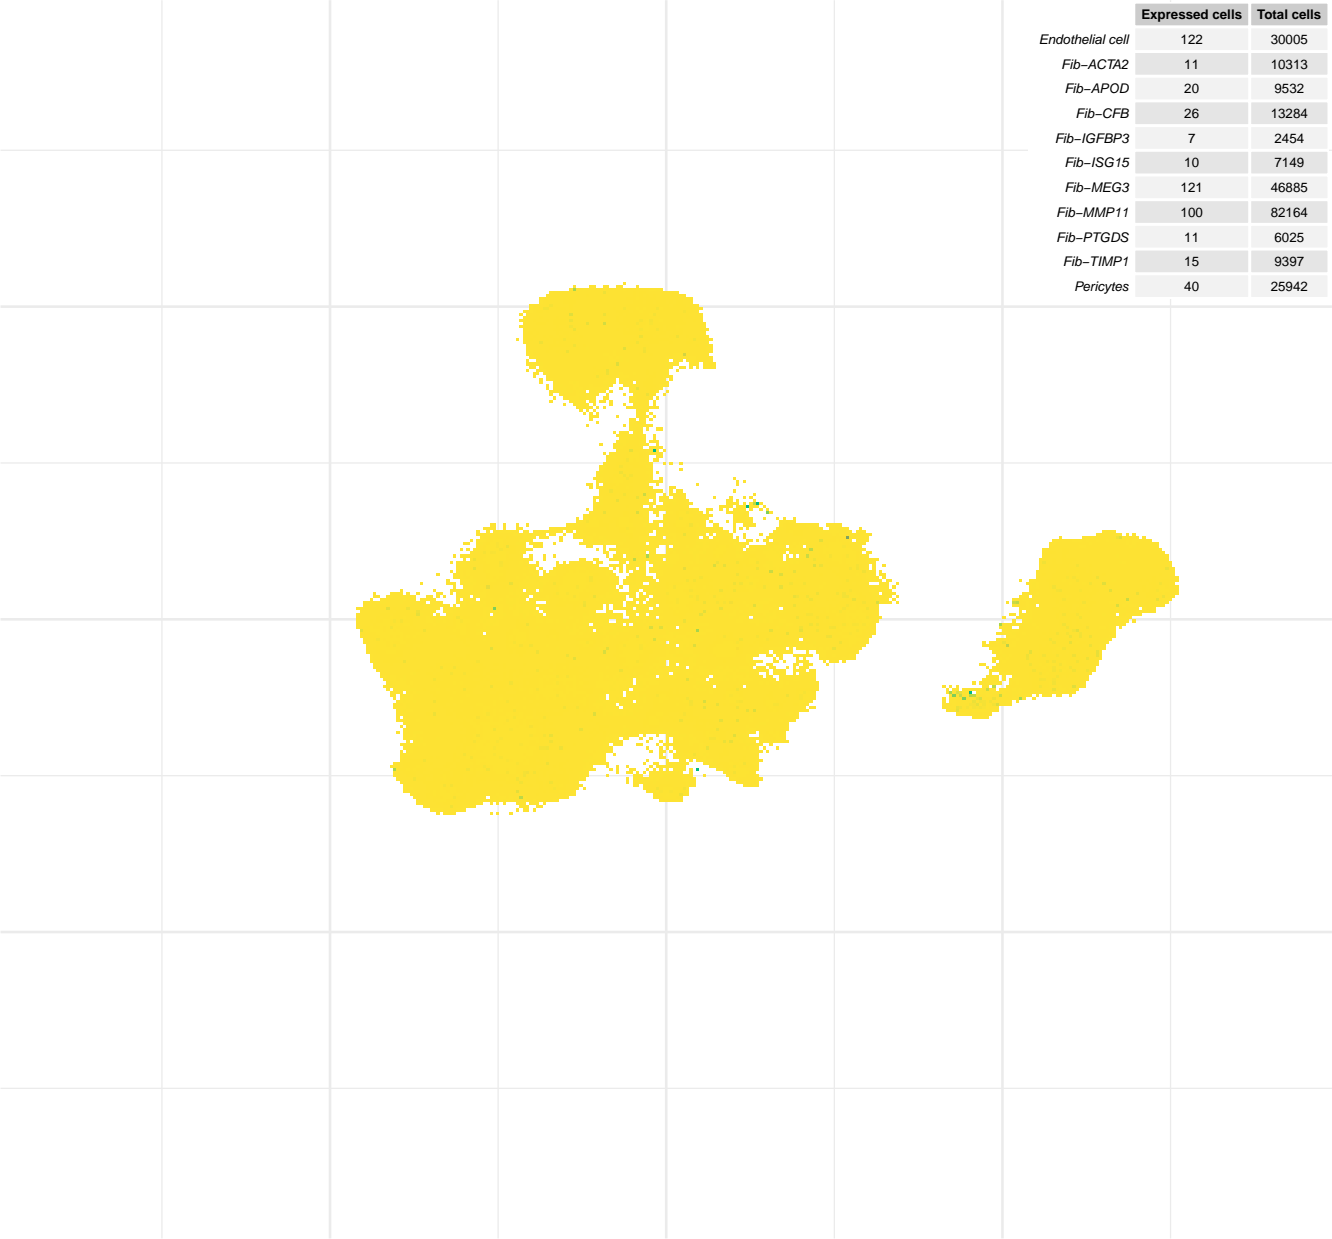 Expressed cells Total cells
Endothelial cell 122 30005
Fib−ACTA2 11 10313
Fib−APOD 20 9532
Fib−CFB 26 13284
Fib−IGFBP3 7 2454
Fib−ISG15 10 7149
Fib−MEG3 121 46885
Fib−MMP11 100 82164
Fib−PTGDS 11 6025
Fib−TIMP1 15 9397
Pericytes 40 25942